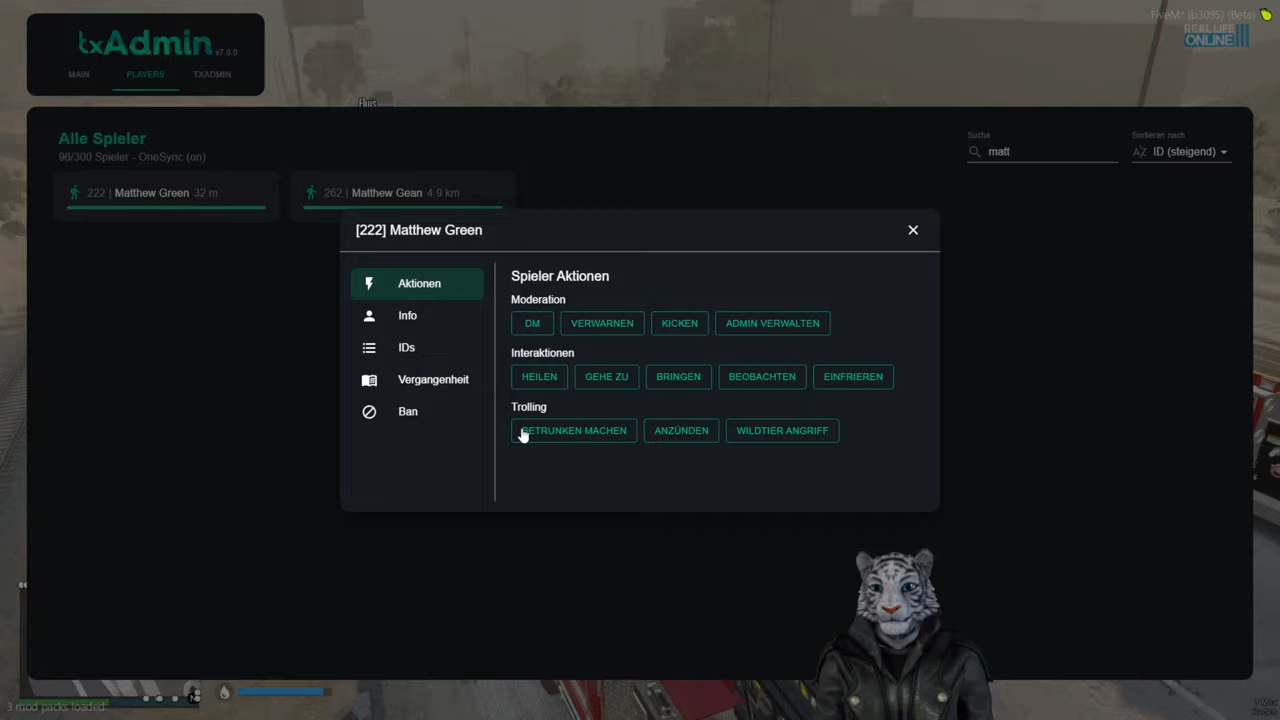 FiveM* (b3095) (Beta)
REAL LIFE
ONLINE
txAdmin v7.0.0
MAIN PLAYERS TXADMIN
Alle Spieler
96/300 Spieler - OneSync (on)
Suche
matt
Sortieren nach
AZ ID (steigend)
222 | Matthew Green 32 m
262 | Matthew Gean 4.9 km
[222] Matthew Green
Aktionen
Info
IDs
Vergangenheit
Ban
Spieler Aktionen
Moderation
DM VERWARNEN KICKEN ADMIN VERWALTEN
Interaktionen
HEILEN GEHE ZU BRINGEN BEOBACHTEN EINFRIEREN
Trolling
BETRUNKEN MACHEN ANZÜNDEN WILDTIER ANGRIFF
N
3 mod packs loaded